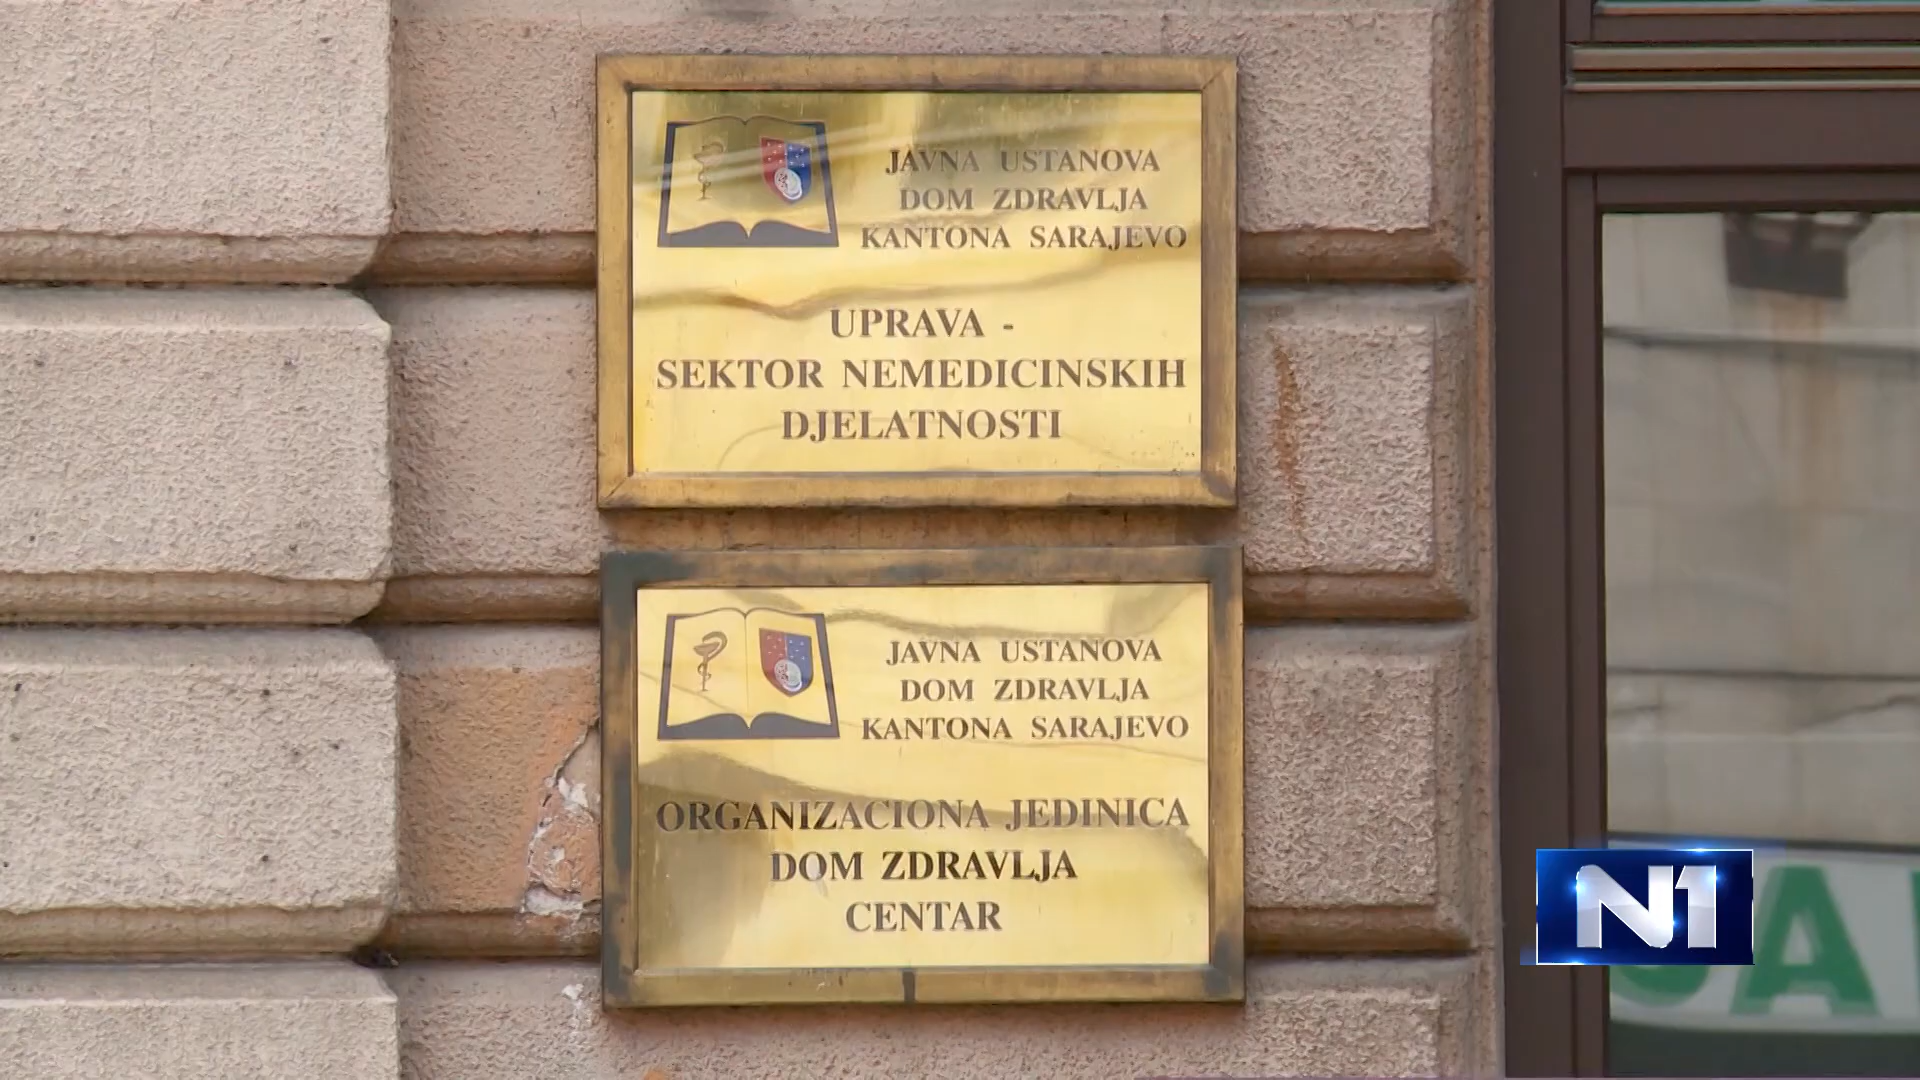 JAVNA USTANOVA
DOM ZDRAVLJA
KANTONA SARAJEVO
UPRAVA -
SEKTOR NEMEDICINSKIH
DJELATNOSTI
JAVNA USTANOVA
DOM ZDRAVLJA
KANTONA SARAJEVO
ORGANIZACIONA JEDINICA
DOM ZDRAVLJA
CENTAR
N1